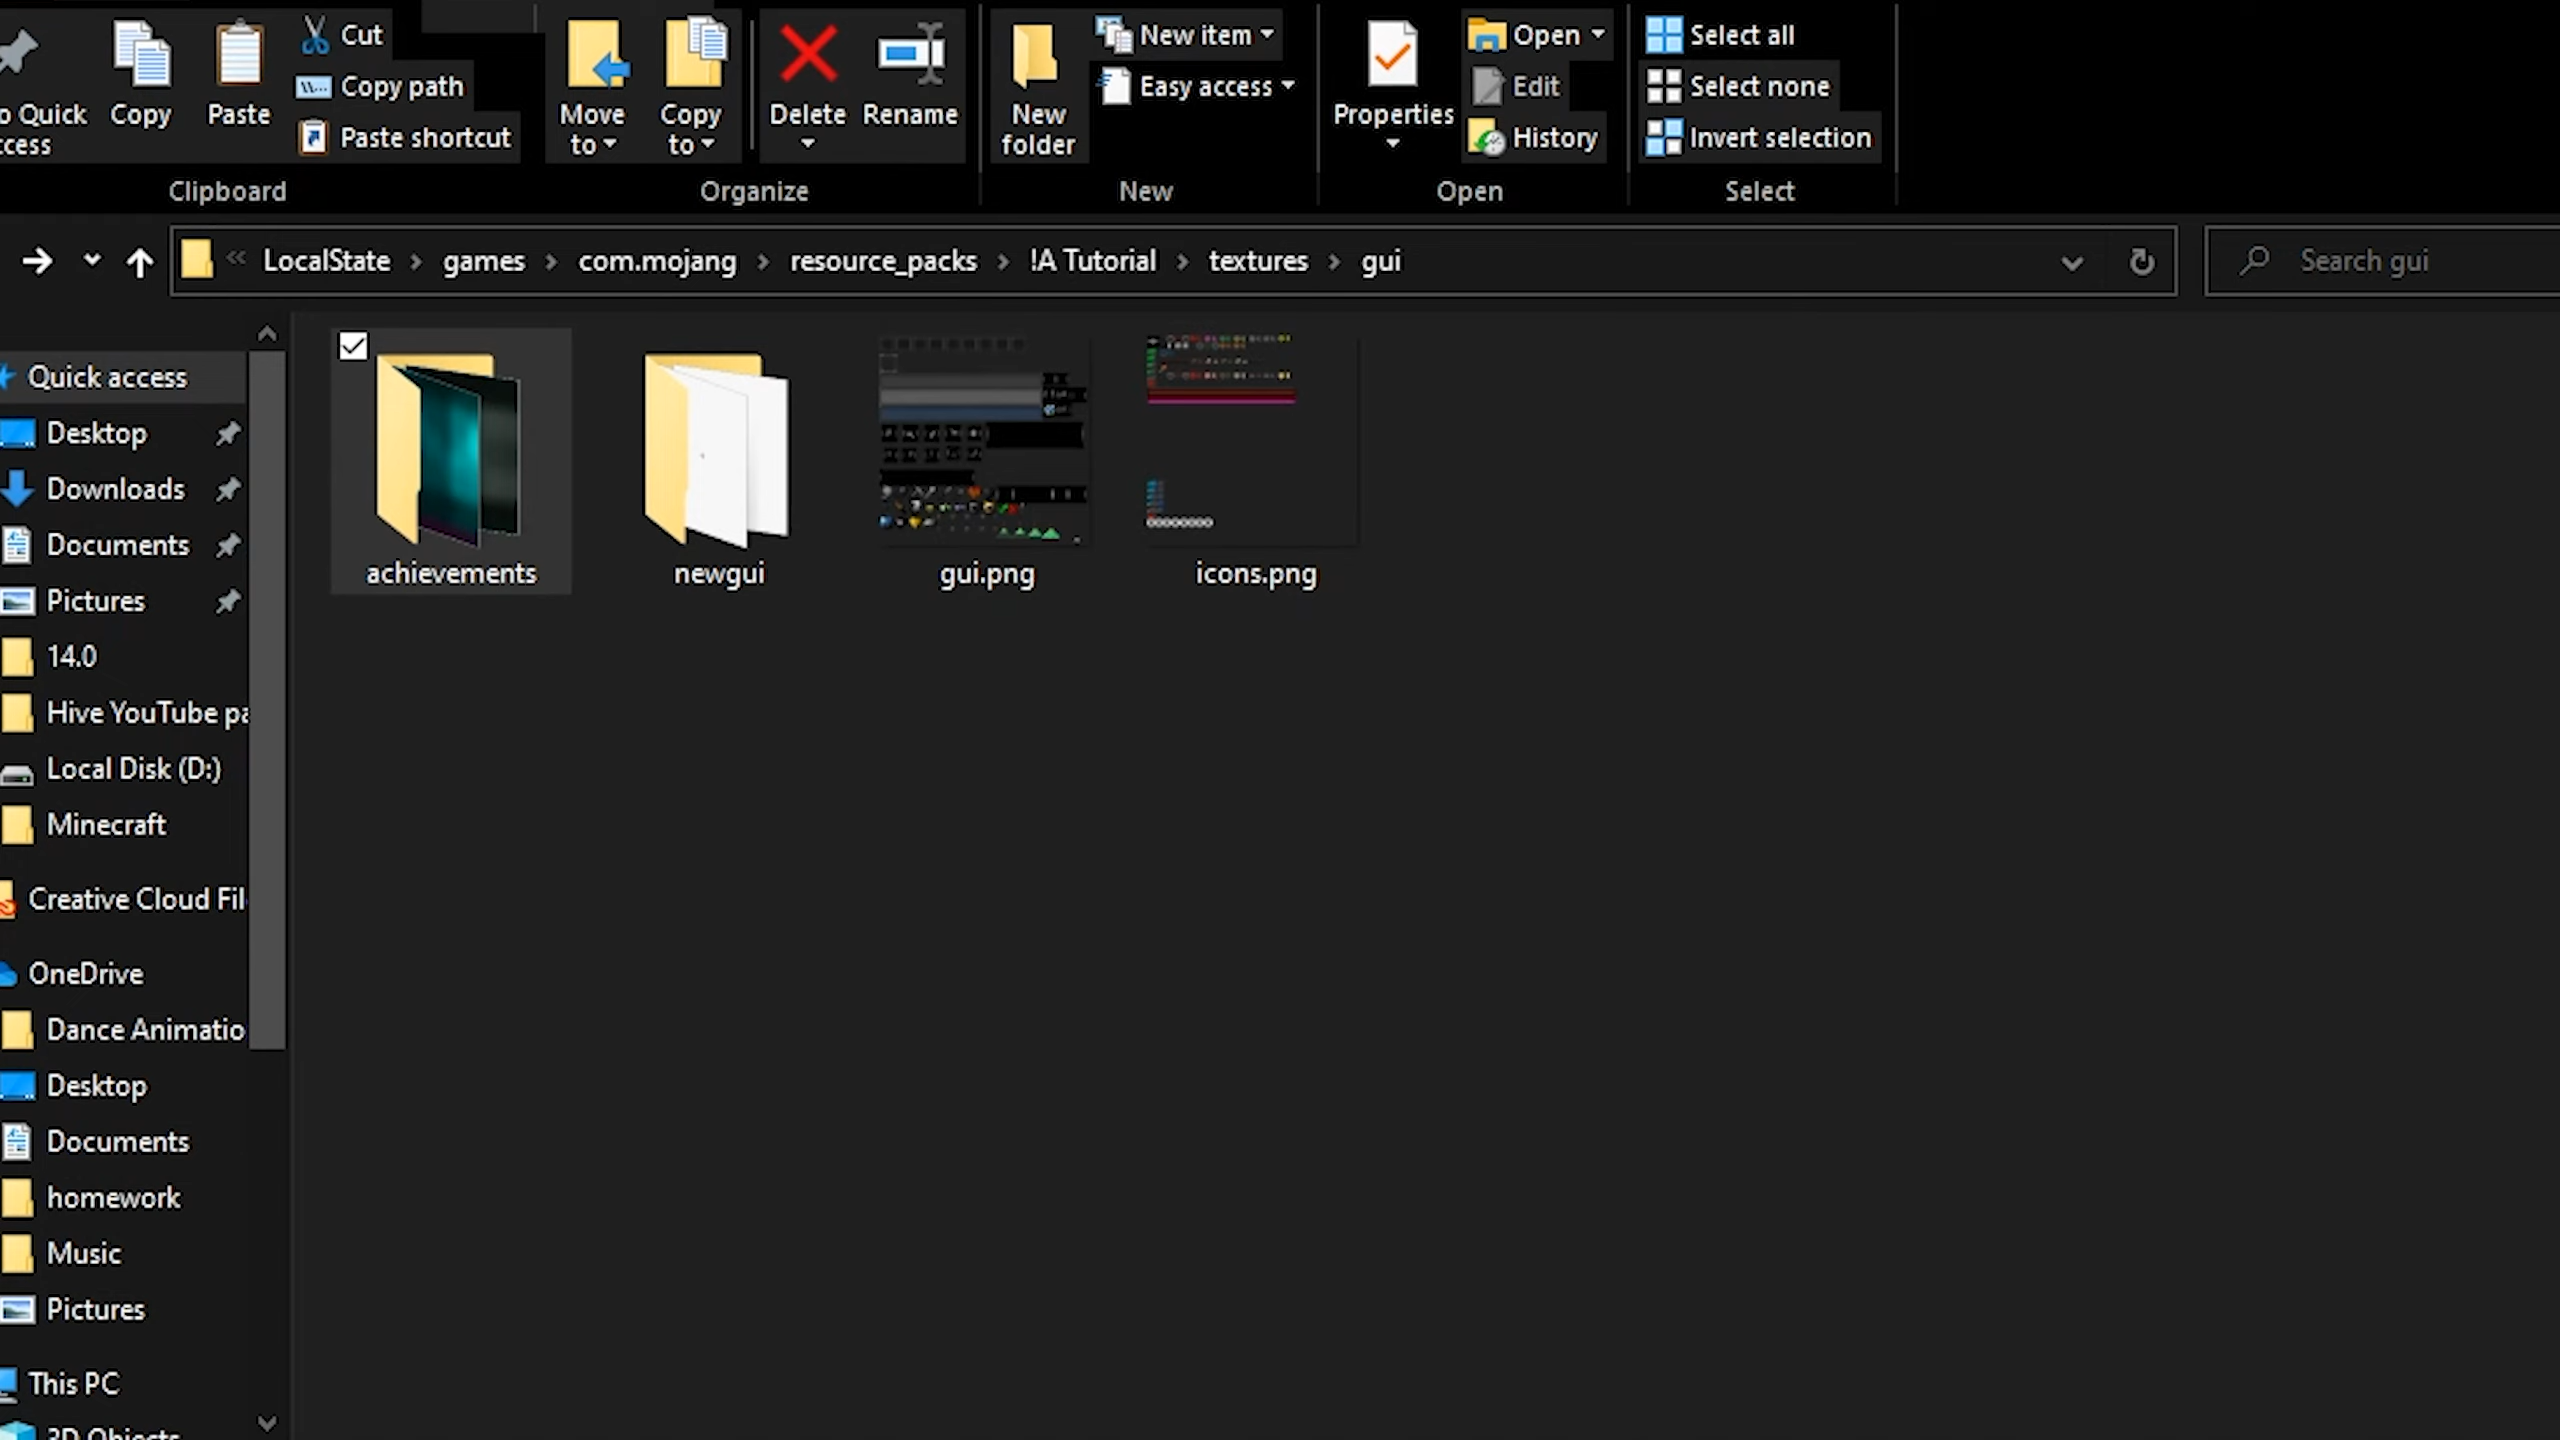 Cut
Copy path
Paste shortcut
o Quick
ccess
Copy
Paste
Clipboard
Move
to
Copy
to
Delete
Rename
Organize
New
folder
New item
Easy access
New
Properties
Open
Edit
History
Open
Select all
Select none
Invert selection
Select
« LocalState › games › com.mojang › resource_packs › !A Tutorial › textures › gui
Search gui
Quick access
Desktop
Downloads
Documents
Pictures
14.0
Hive YouTube pa
Local Disk (D:)
Minecraft
Creative Cloud Fil
OneDrive
Dance Animatio
Desktop
Documents
homework
Music
Pictures
This PC
3D Objects
achievements
newgui
gui.png
icons.png